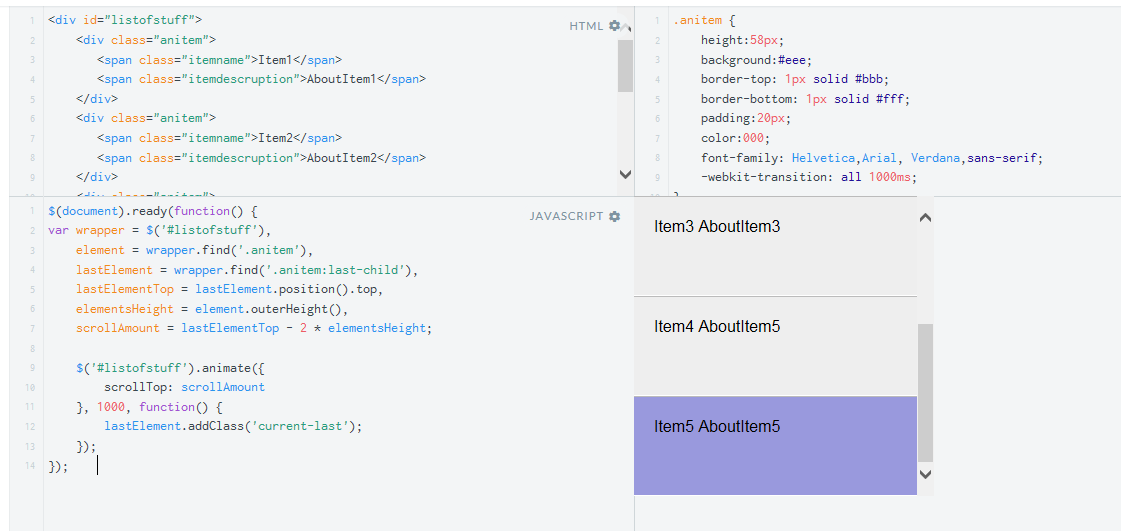 1 <div id="listofstuff">
HTML
2 <div class="anitem">
3 <span class="itemname">Item1</span>
4 <span class="itemdescruption">AboutItem1</span>
5 </div>
6 <div class="anitem">
7 <span class="itemname">Item2</span>
8 <span class="itemdescruption">AboutItem2</span>
9 </div>
10 <div class="anitem">
1 .anitem {
2 height:58px;
3 background:#eee;
4 border-top: 1px solid #bbb;
5 border-bottom: 1px solid #fff;
6 padding:20px;
7 color:000;
8 font-family: Helvetica,Arial, Verdana,sans-serif;
9 -webkit-transition: all 1000ms;
10 }
1 $(document).ready(function() {
JAVASCRIPT
2 var wrapper = $('#listofstuff'),
3 element = wrapper.find('.anitem'),
4 lastElement = wrapper.find('.anitem:last-child'),
5 lastElementTop = lastElement.position().top,
6 elementsHeight = element.outerHeight(),
7 scrollAmount = lastElementTop - 2 * elementsHeight;
8
9 $('#listofstuff').animate({
10 scrollTop: scrollAmount
11 }, 1000, function() {
12 lastElement.addClass('current-last');
13 });
14 });
Item3 AboutItem3
Item4 AboutItem5
Item5 AboutItem5